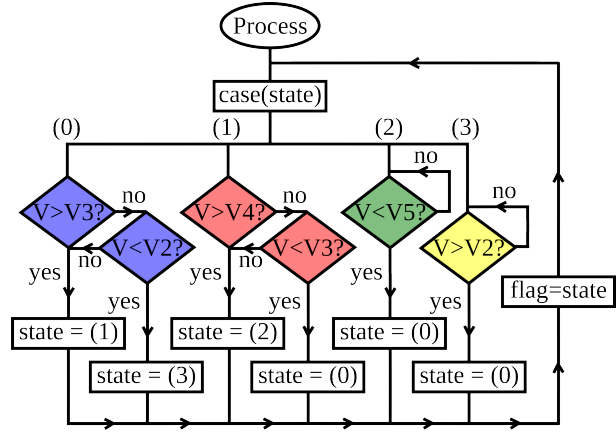 Process
case(state)
(0)
(1)
(2)
(3)
no
no
no
no
V>V3?
V>V4?
V<V5?
V<V2?
V<V3?
V>V2?
no
no
yes
yes
yes
yes
yes
yes
flag=state
state = (1)
state = (2)
state = (0)
state = (3)
state = (0)
state = (0)